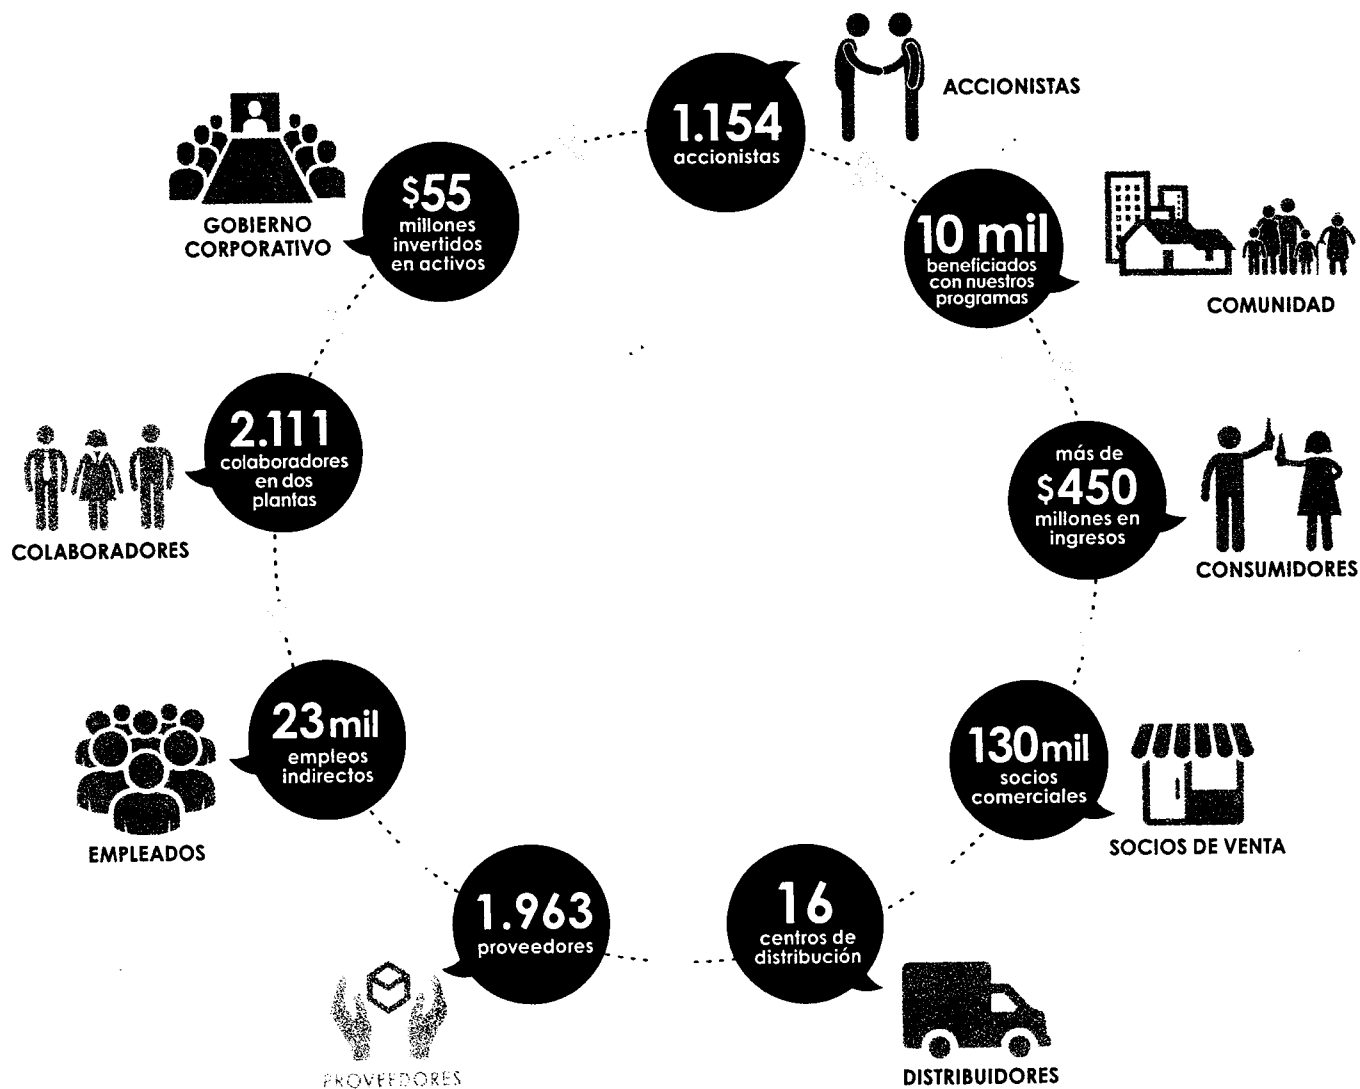 1.154
accionistas
ACCIONISTAS
10 mil
beneficiados
con nuestros
programas
COMUNIDAD
más de
$450
millones en
ingresos
CONSUMIDORES
130 mil
socios
comerciales
SOCIOS DE VENTA
16
centros de
distribución
DISTRIBUIDORES
1.963
proveedores
PROVEEDORES
23 mil
empleos
indirectos
EMPLEADOS
2.111
colaboradores
en dos
plantas
COLABORADORES
$55
millones
invertidos
en activos
GOBIERNO
CORPORATIVO